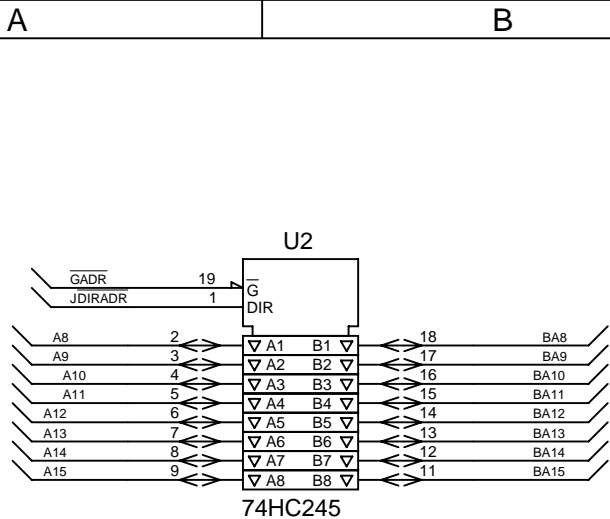 A B
U2
G̅A̅D̅R̅ 19 G̅
J̅D̅I̅R̅A̅D̅R̅ 1 DIR
A8 2 A1 B1 18 BA8
A9 3 A2 B2 17 BA9
A10 4 A3 B3 16 BA10
A11 5 A4 B4 15 BA11
A12 6 A5 B5 14 BA12
A13 7 A6 B6 13 BA13
A14 8 A7 B7 12 BA14
A15 9 A8 B8 11 BA15
74HC245